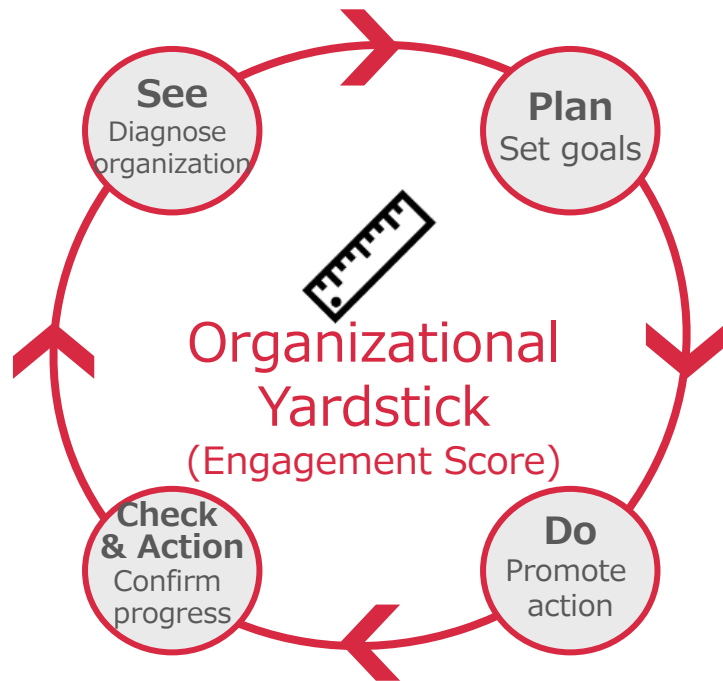 See
Diagnose
organization
Plan
Set goals
Organizational
Yardstick
(Engagement Score)
Check
& Action
Confirm
progress
Do
Promote
action